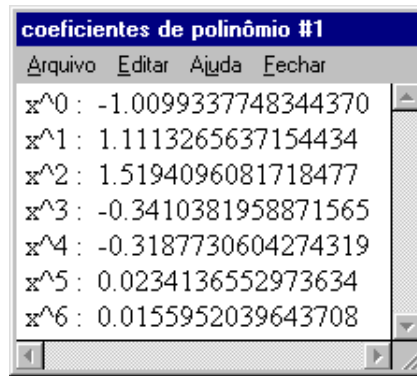 coeficientes de polinômio #1
Arquivo Editar Ajuda Fechar
x^0 : -1.0099337748344370
x^1 : 1.1113265637154434
x^2 : 1.5194096081718477
x^3 : -0.3410381958871565
x^4 : -0.3187730604274319
x^5 : 0.0234136552973634
x^6 : 0.0155952039643708